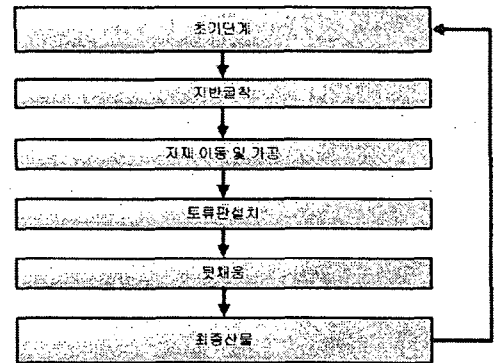 초기단계
지반굴착
자재 이동 및 가공
토류판설치
뒷채움
최종산물